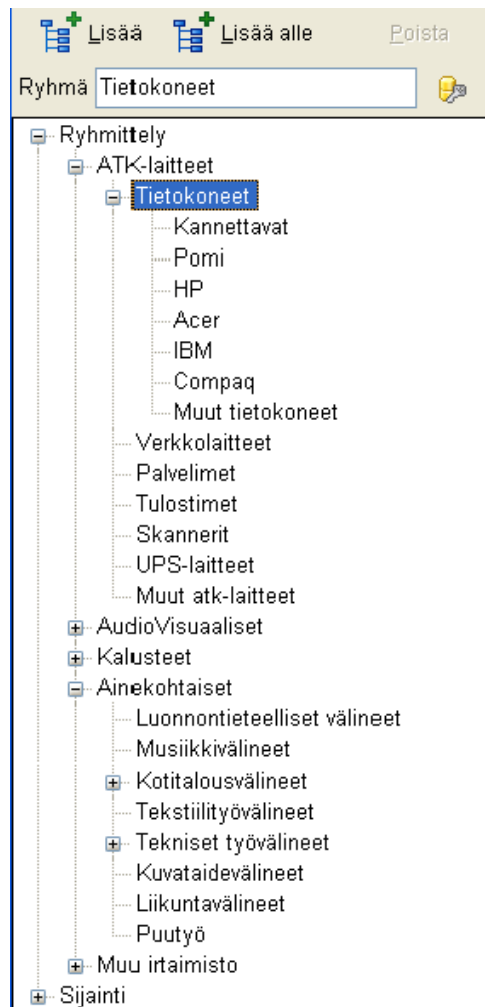 Lisää Lisää alle Poista
Ryhmä Tietokoneet
Ryhmittely
ATK-laitteet
Tietokoneet
Kannettavat
Pomi
HP
Acer
IBM
Compaq
Muut tietokoneet
Verkkolaitteet
Palvelimet
Tulostimet
Skannerit
UPS-laitteet
Muut atk-laitteet
AudioVisuaaliset
Kalusteet
Ainekohtaiset
Luonnontieteelliset välineet
Musiikkivälineet
Kotitalousvälineet
Tekstiilityövälineet
Tekniset työvälineet
Kuvataidevälineet
Liikuntavälineet
Puutyö
Muu irtaimisto
Sijainti